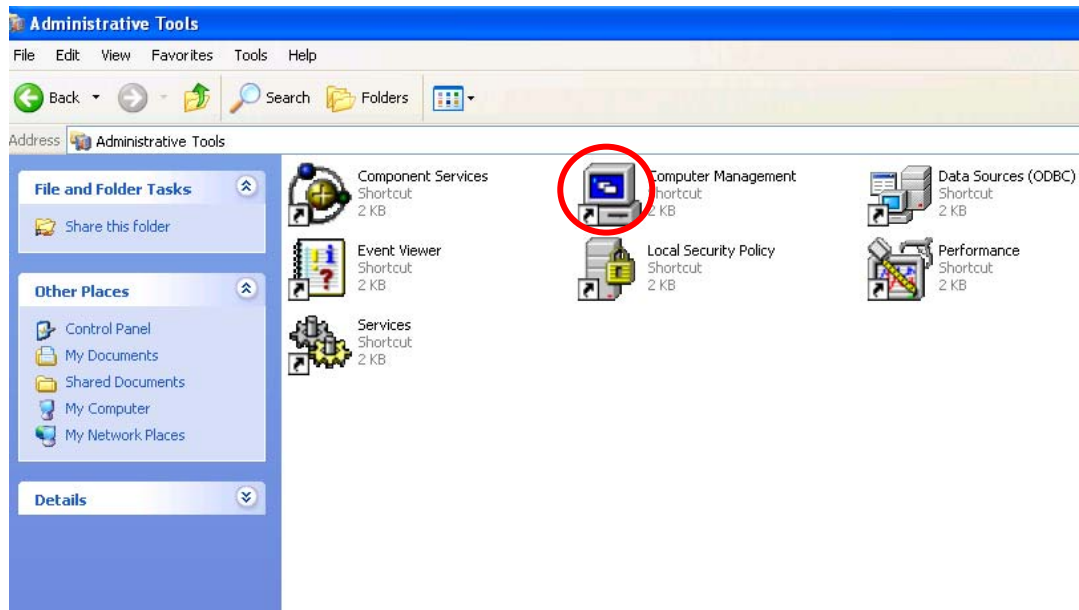 Administrative Tools
File Edit View Favorites Tools Help
Back Search Folders
Address Administrative Tools
File and Folder Tasks
Share this folder
Other Places
Control Panel
My Documents
Shared Documents
My Computer
My Network Places
Details
Component Services
Shortcut
2 KB
Computer Management
Shortcut
2 KB
Data Sources (ODBC)
Shortcut
2 KB
Event Viewer
Shortcut
2 KB
Local Security Policy
Shortcut
2 KB
Performance
Shortcut
2 KB
Services
Shortcut
2 KB